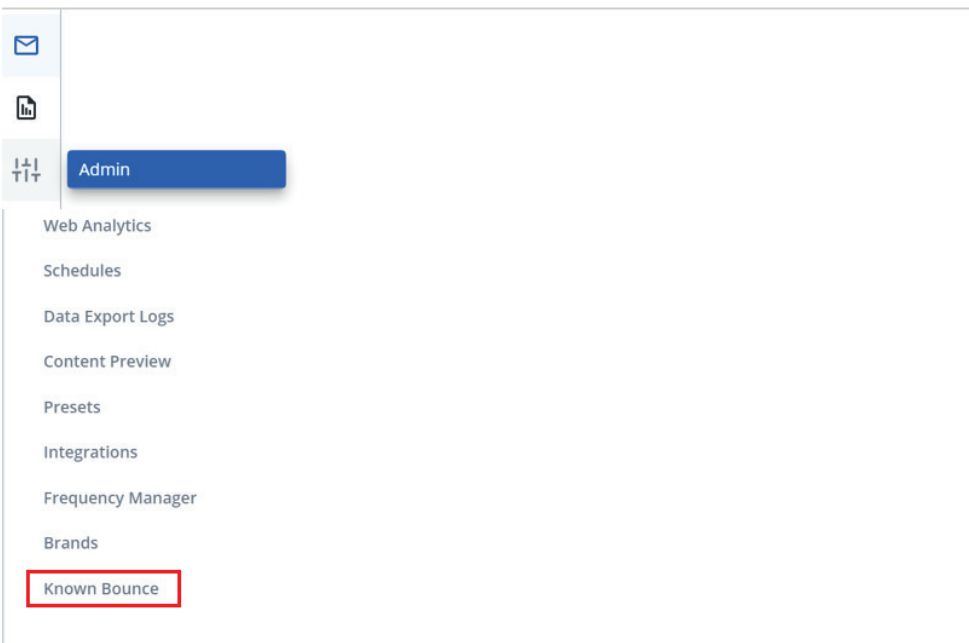 Admin
Web Analytics
Schedules
Data Export Logs
Content Preview
Presets
Integrations
Frequency Manager
Brands
Known Bounce